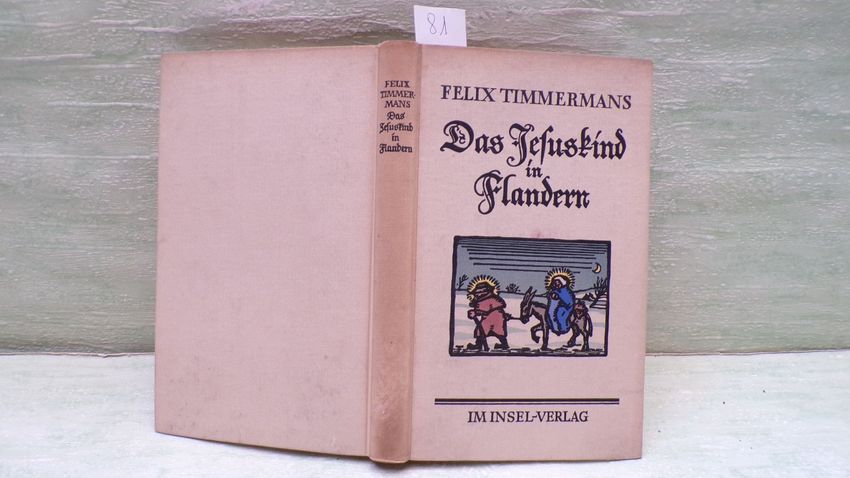 81
FELIX
TIMMER-
MANS
Das
Jesuskind
in
Flandern
FELIX TIMMERMANS
Das Jesuskind
in
Flandern
IM INSEL-VERLAG